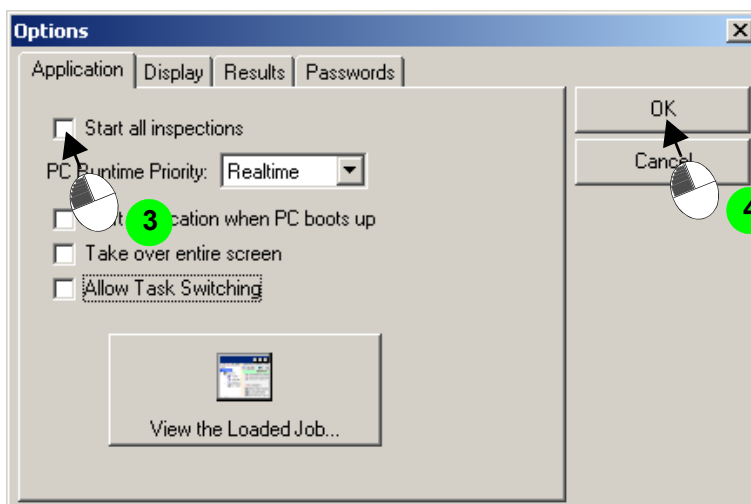 Options
Application Display Results Passwords
Start all inspections
OK
PC Runtime Priority: Realtime
Cancel
3
4
cation when PC boots up
Take over entire screen
Allow Task Switching
View the Loaded Job...